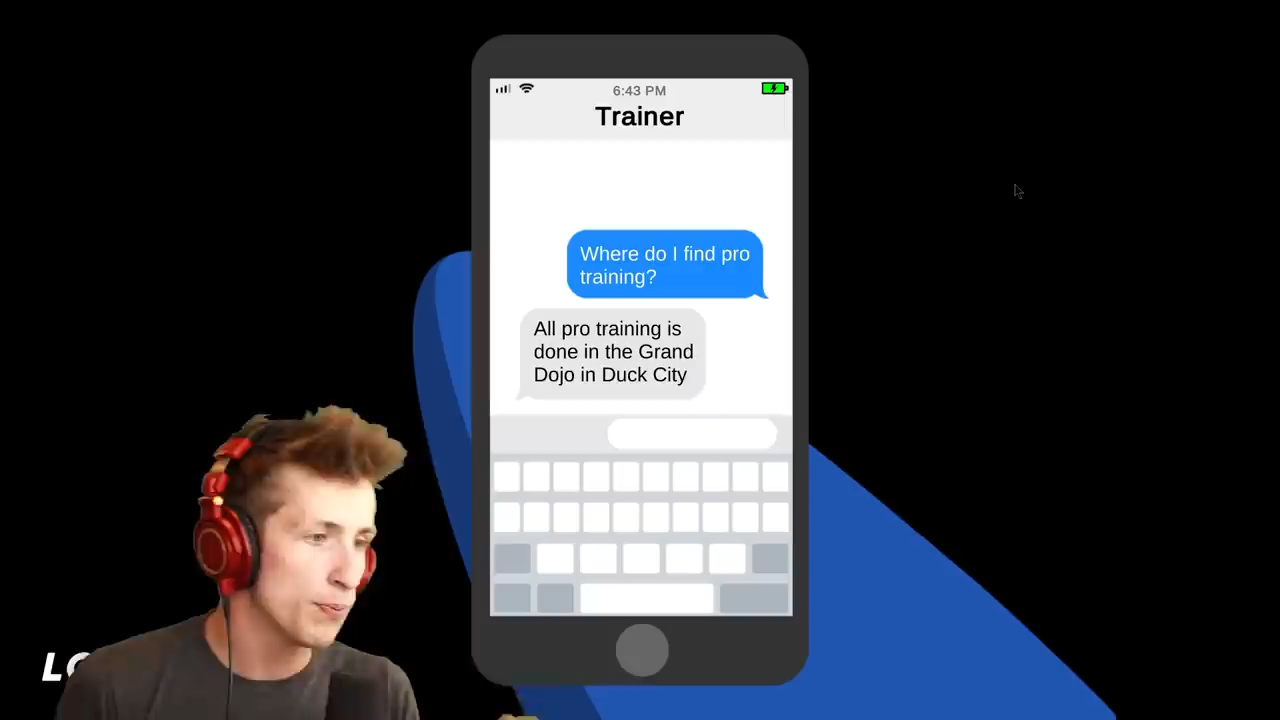 6:43 PM
Trainer
Where do I find pro
training?
All pro training is
done in the Grand
Dojo in Duck City